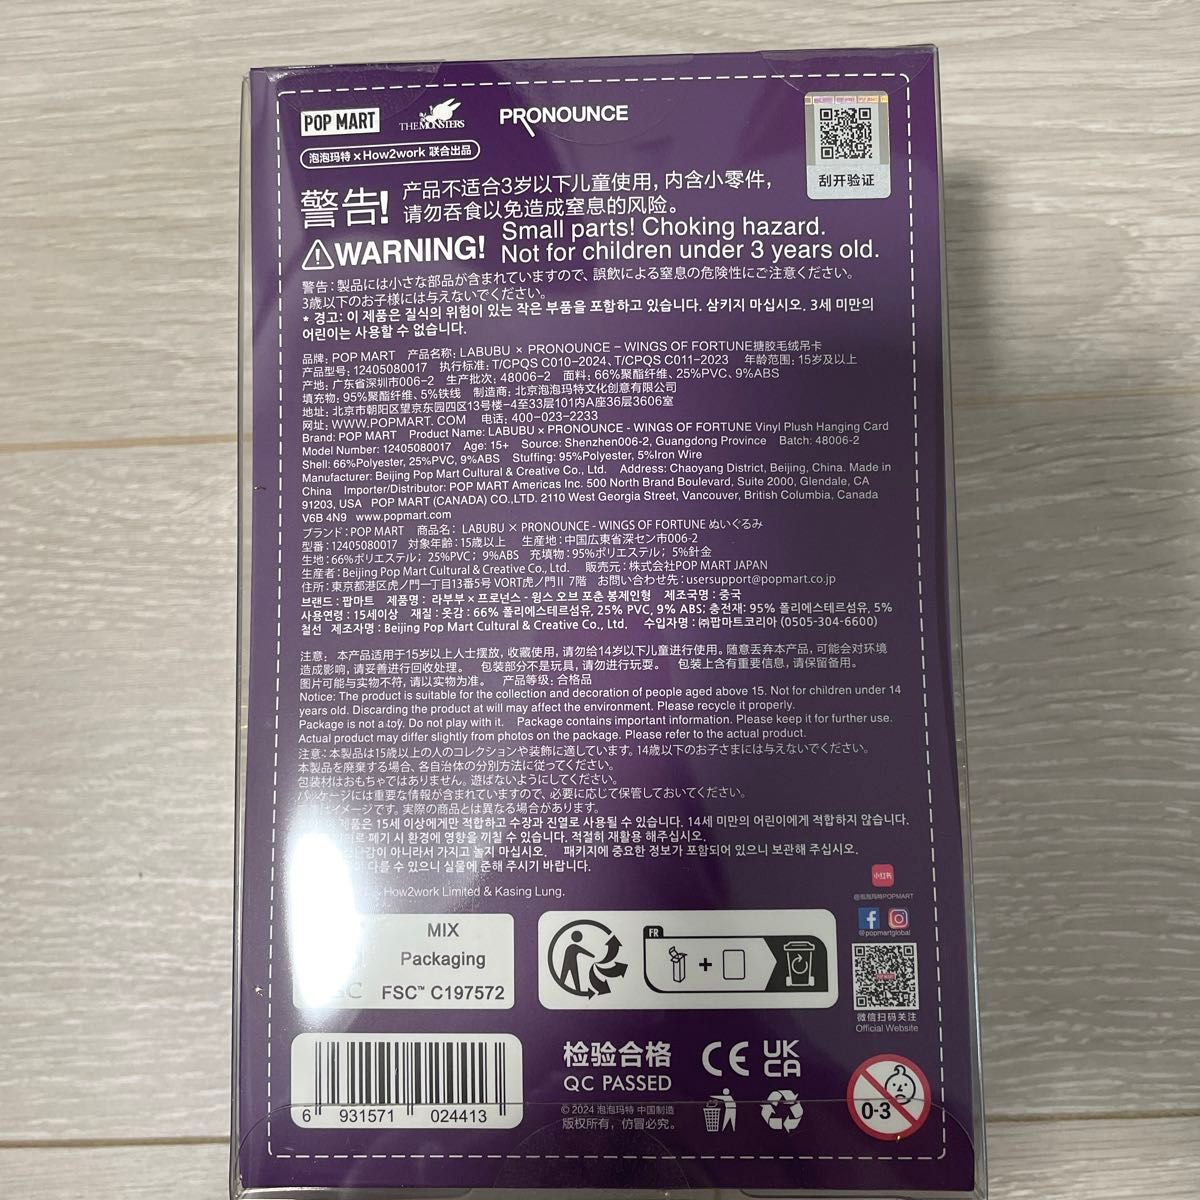 POP MART
THE MONSTERS
PRONOUNCE
泡泡玛特 × How2work 联合出品
刮开验证
警告!
产品不适合3岁以下儿童使用，内含小零件，
请勿吞食以免造成窒息的风险。
WARNING!
Small parts! Choking hazard.
Not for children under 3 years old.
警告：製品には小さな部品が含まれていますので、誤飲による窒息の危険性にご注意ください。
3歳以下のお子様には与えないでください。
* 경고: 이 제품은 질식의 위험이 있는 작은 부품을 포함하고 있습니다. 삼키지 마십시오. 3세 미만의
어린이는 사용할 수 없습니다.
品牌：POP MART 产品名称：LABUBU × PRONOUNCE – WINGS OF FORTUNE搪胶毛绒吊卡
产品型号：12405080017 执行标准：T/CPQS C010-2024、T/CPQS C011-2023 年龄范围：15岁及以上
产地：广东省深圳市006-2 生产批次：48006-2 面料：66%聚酯纤维、25%PVC、9%ABS
填充物：95%聚酯纤维、5%铁线 制造商：北京泡泡玛特文化创意有限公司
地址：北京市朝阳区望京东园四区13号楼-4至33层101内A座36层3606室
网址：WWW.POPMART. COM 电话：400-023-2233
Brand: POP MART Product Name: LABUBU × PRONOUNCE - WINGS OF FORTUNE Vinyl Plush Hanging Card
Model Number: 12405080017 Age: 15+ Source: Shenzhen006-2, Guangdong Province Batch: 48006-2
Shell: 66%Polyester, 25%PVC, 9%ABS Stuffing: 95%Polyester, 5%Iron Wire
Manufacturer: Beijing Pop Mart Cultural & Creative Co., Ltd. Address: Chaoyang District, Beijing, China. Made in
China Importer/Distributor: POP MART Americas Inc. 500 North Brand Boulevard, Suite 2000, Glendale, CA
91203, USA POP MART (CANADA) CO.,LTD. 2110 West Georgia Street, Vancouver, British Columbia, Canada
V6B 4N9 www.popmart.com
ブランド：POP MART 商品名： LABUBU × PRONOUNCE - WINGS OF FORTUNE ぬいぐるみ
型番：12405080017 対象年齢：15歳以上 生産地：中国広東省深セン市006-2
生地：66%ポリエステル； 25%PVC； 9%ABS 充填物：95%ポリエステル； 5%針金
生産者：Beijing Pop Mart Cultural & Creative Co., Ltd. 販売元：株式会社POP MART JAPAN
住所：東京都港区虎ノ門一丁目13番5号 VORT虎ノ門II 7階 お問い合わせ先：usersupport@popmart.co.jp
브랜드 : 팝마트 제품명 : 라부부 × 프로넌스 - 윙스 오브 포춘 봉제인형 제조국명 : 중국
사용연령 : 15세이상 재질 : 옷감 : 66% 폴리에스테르섬유, 25% PVC, 9% ABS: 충전재: 95% 폴리에스테르섬유, 5%
철선 제조자명 : Beijing Pop Mart Cultural & Creative Co., Ltd. 수입자명 : ㈜팝마트코리아 (0505-304-6600)
注意：本产品适用于15岁以上人士摆放，收藏使用，请勿给14岁以下儿童进行使用。随意丢弃本产品，可能会对环境
造成影响，请妥善进行回收处理。 包装部分不是玩具，请勿进行玩耍。 包装上含有重要信息，请保留备用。
图片可能与实物不符，请以实物为准。 产品等级：合格品
Notice: The product is suitable for the collection and decoration of people aged above 15. Not for children under 14
years old. Discarding the product at will may affect the environment. Please recycle it properly.
Package is not a toy. Do not play with it. Package contains important information. Please keep it for further use.
Actual product may differ slightly from photos on the package. Please refer to the actual product.
注意：本製品は15歳以上の人のコレクションや装飾に適しています。14歳以下のお子さまには与えないでください。
本製品を廃棄する場合、各自治体の分別方法に従ってください。
包装材はおもちゃではありません。遊ばないようにしてください。
パッケージには重要な情報が含まれていますので、必要に応じて保管しておいてください。
はイメージです。実際の商品とは異なる場合があります。
제품은 15세 이상에게만 적합하고 수장과 진열로 사용될 수 있습니다. 14세 미만의 어린이에게 적합하지 않습니다.
로 폐기 시 환경에 영향을 끼칠 수 있습니다. 적절히 재활용 해주십시오.
아니라서 가지고 놀지 마십시오. 패키지에 중요한 정보가 포함되어 있으니 보관해 주십시오.
다를 수 있으니 실물에 준해 주시기 바랍니다.
& How2work Limited & Kasing Lung.
小红书
@泡泡玛特POPMART
@popmartglobal
MIX
Packaging
FSC™ C197572
FR
+
POP MART
微信扫码关注
Official Website
6 931571 024413
检验合格
QC PASSED
© 2024 泡泡玛特 中国制造
版权所有，仿冒必究。
CE
UK
CA
0-3